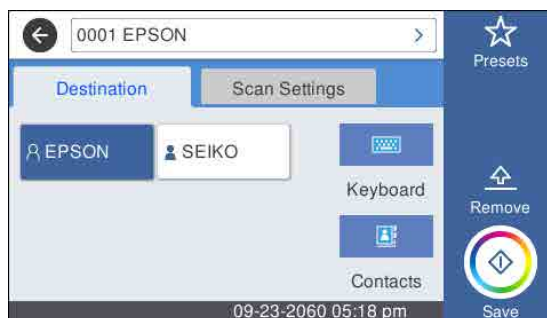 0001 EPSON
Presets
Destination
Scan Settings
EPSON
SEIKO
Keyboard
Remove
Contacts
09-23-2060 05:18 pm
Save